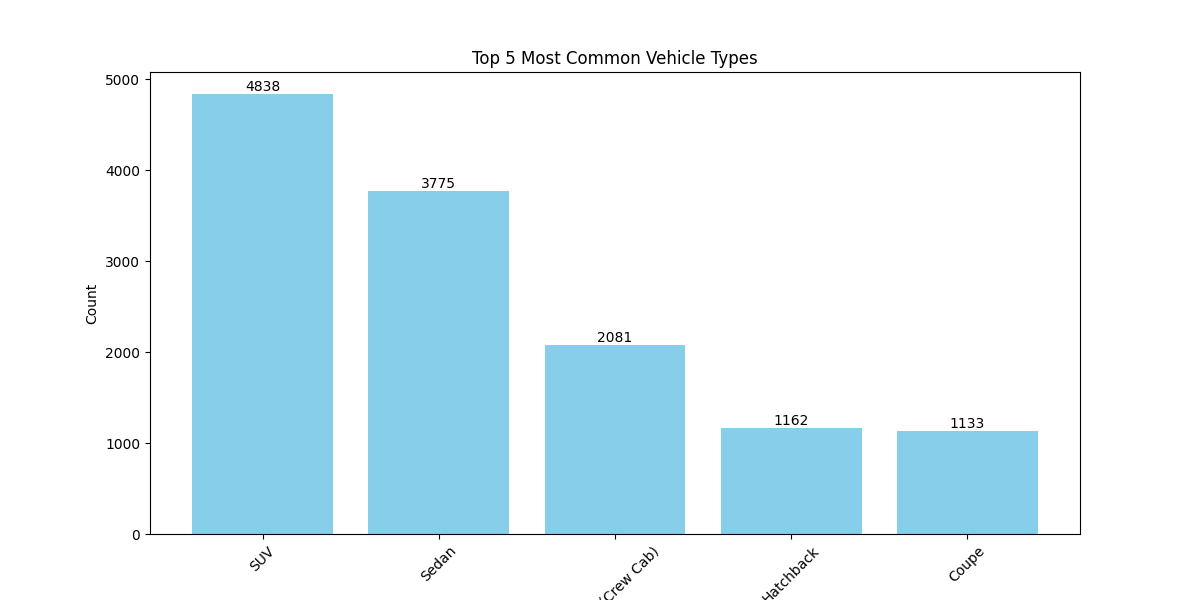 Top 5 Most Common Vehicle Types
5000
4000
3000
2000
1000
0
Count
4838
3775
2081
1162
1133
SUV
Sedan
(Crew Cab)
Hatchback
Coupe